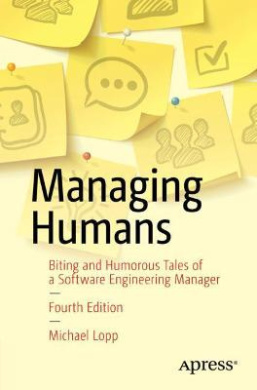 Managing
Humans
Biting and Humorous Tales of
a Software Engineering Manager
Fourth Edition
Michael Lopp
Apress®